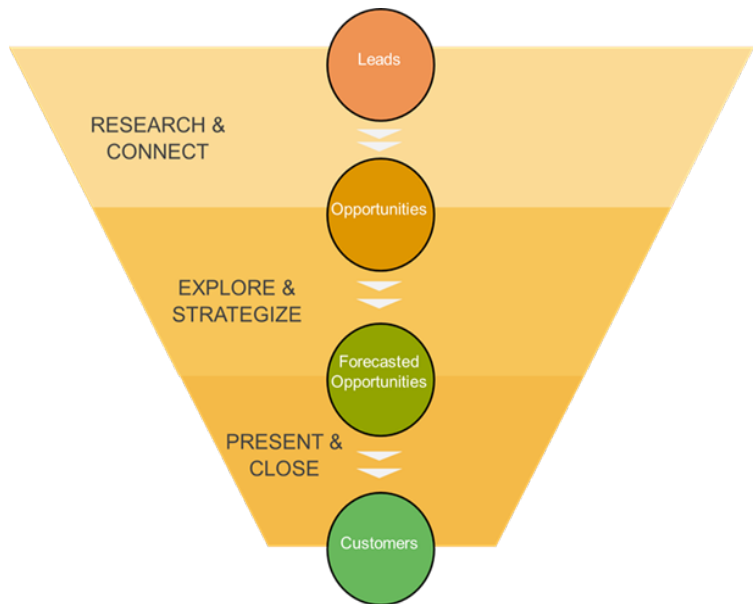 Leads
RESEARCH &
CONNECT
Opportunities
EXPLORE &
STRATEGIZE
Forecasted
Opportunities
PRESENT &
CLOSE
Customers